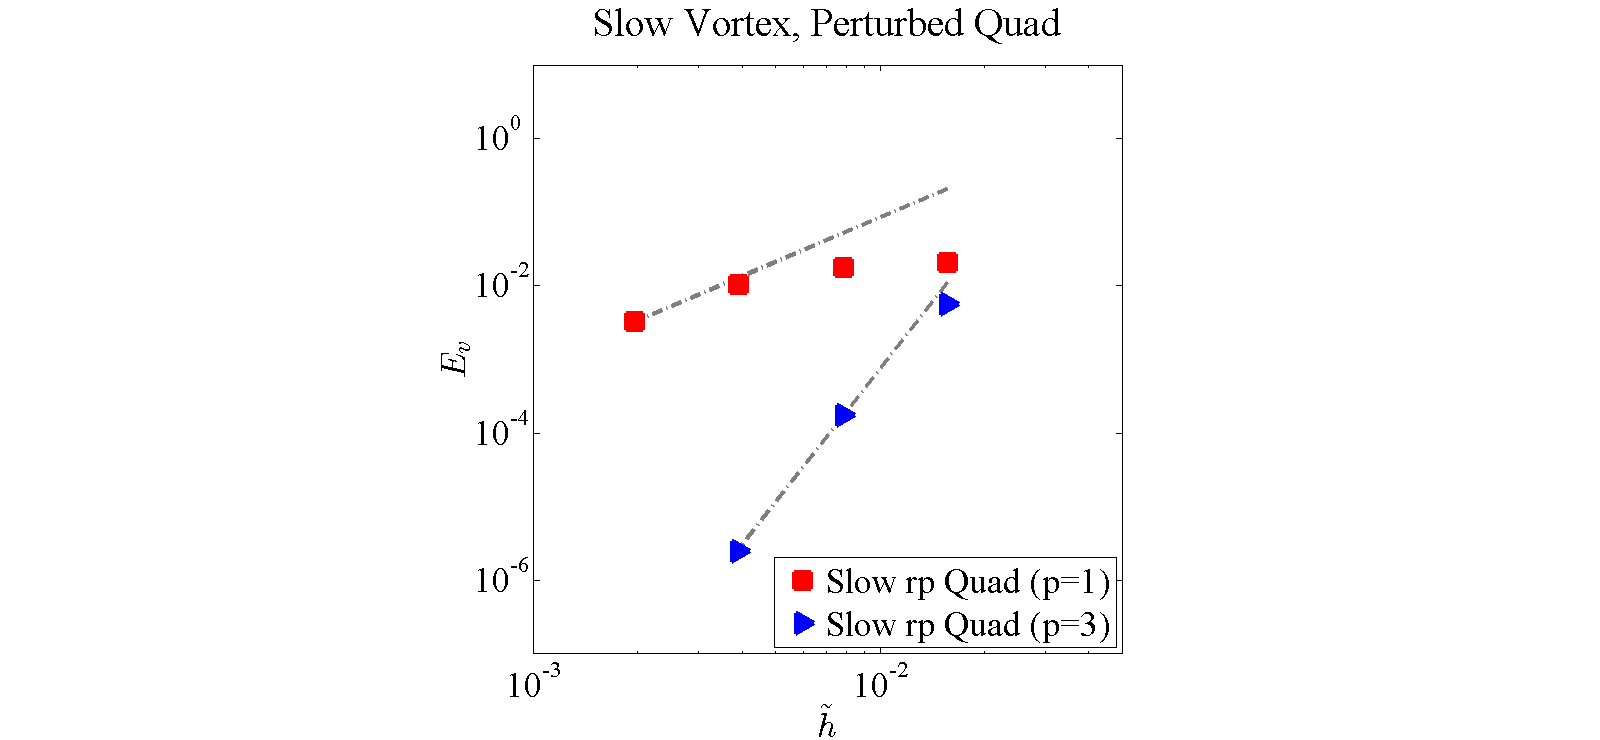 Slow Vortex, Perturbed Quad
10^0
10^-2
10^-4
10^-6
E_v
10^-3
10^-2
h̃
Slow rp Quad (p=1)
Slow rp Quad (p=3)